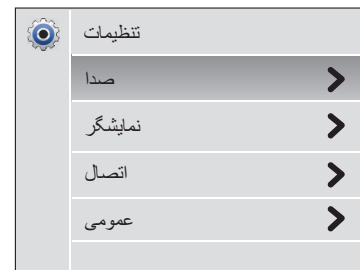 تنظیمات
صدا
نمایشگر
اتصال
عمومی